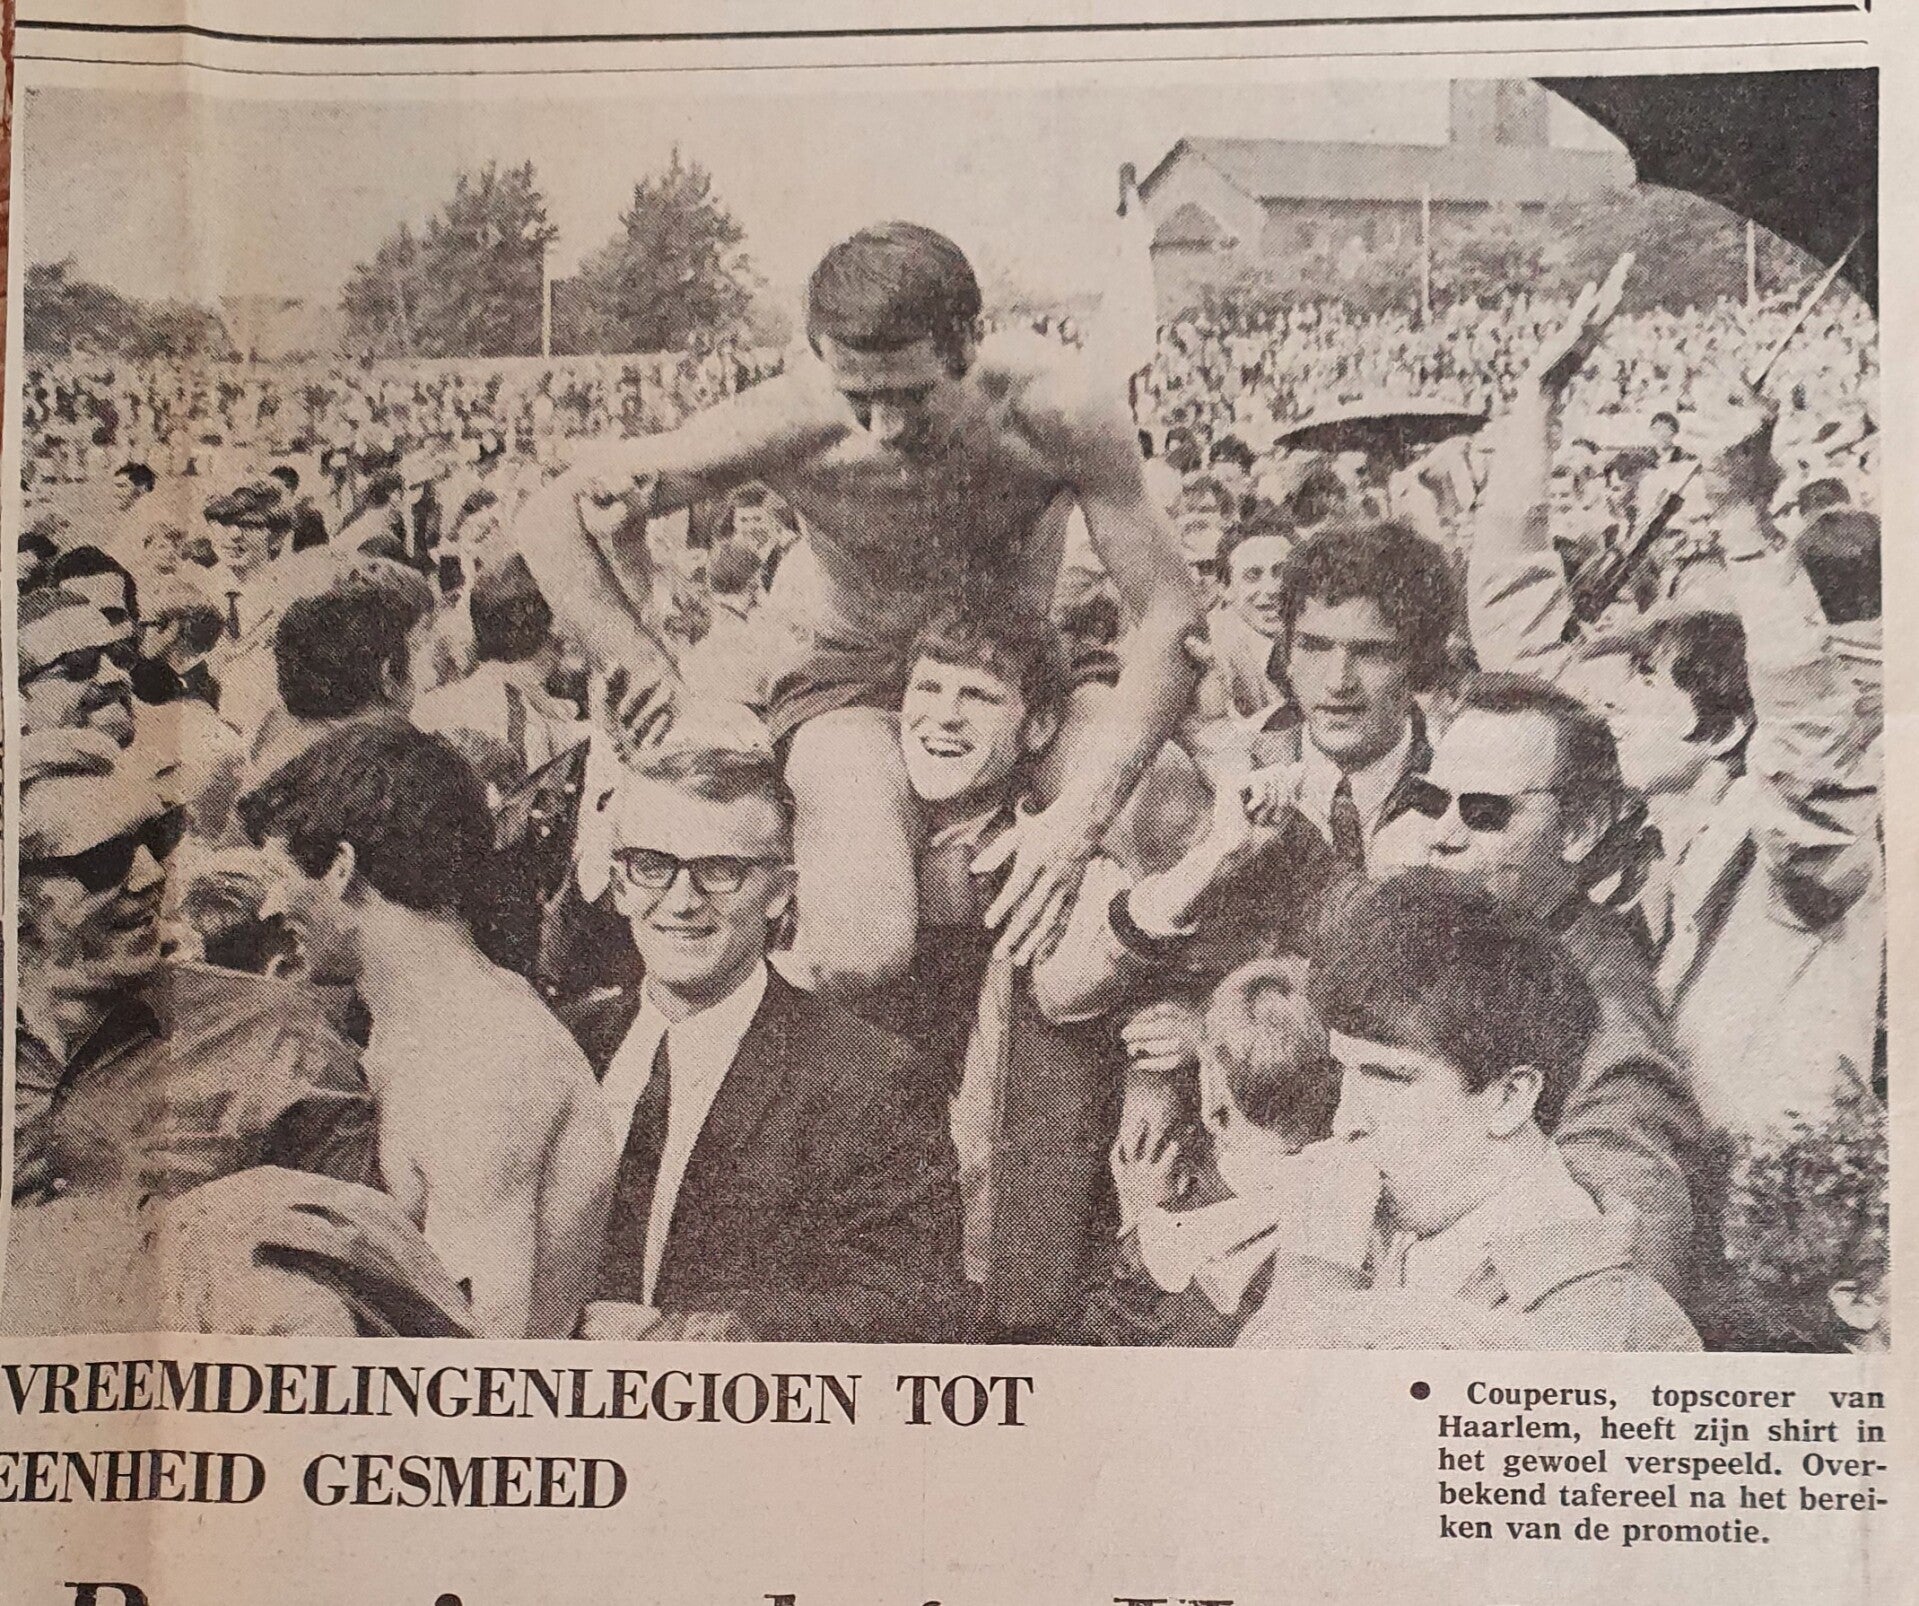 VREEMDELINGENLEGIOEN TOT
EENHEID GESMEED
• Couperus, topscorer van
Haarlem, heeft zijn shirt in
het gewoel verspeeld. Over-
bekend tafereel na het berei-
ken van de promotie.